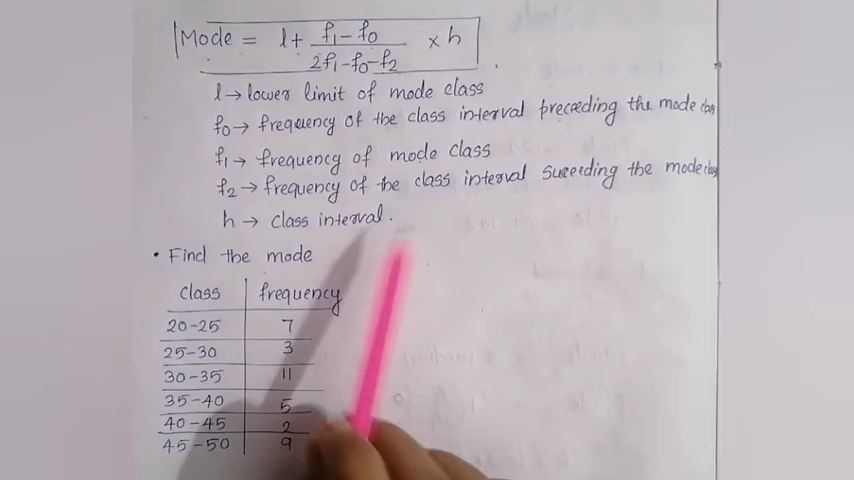 Mode = l + f₁ - f₀ / 2f₁ - f₀ - f₂ × h
l → lower limit of mode class
f₀ → frequency of the class interval preceding the mode class
f₁ → frequency of mode class
f₂ → frequency of the class interval suceeding the mode class
h → class interval.
• Find the mode
class frequency
20-25 7
25-30 3
30-35 11
35-40 5
40-45 2
45-50 9